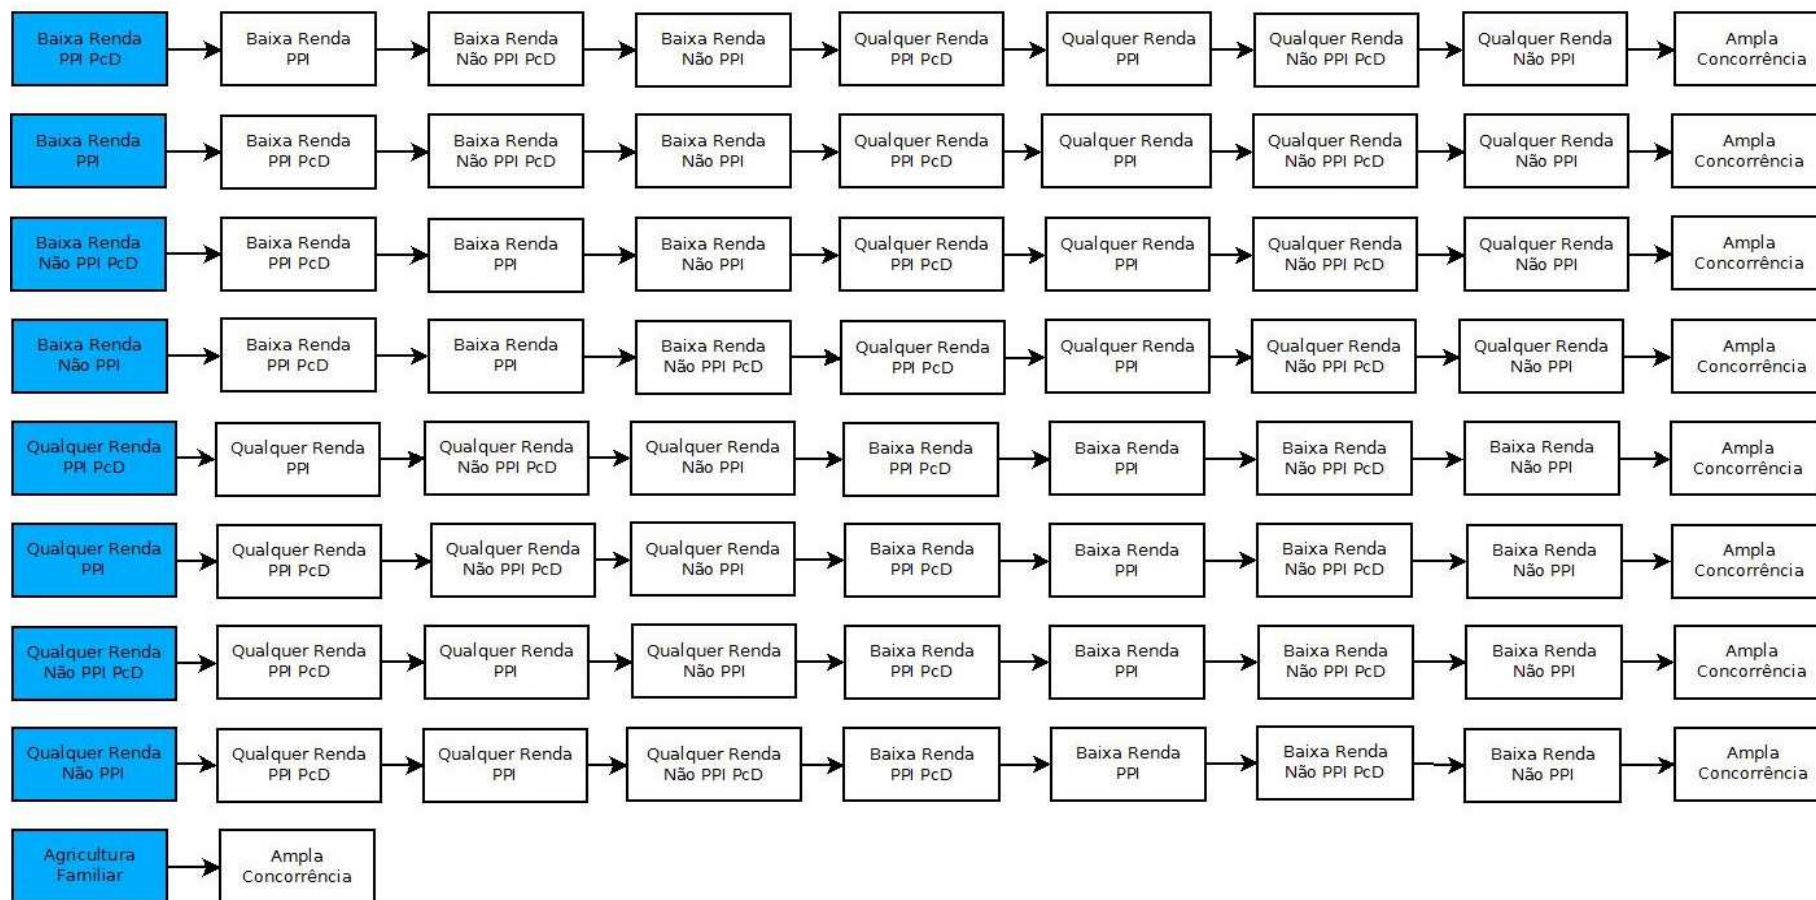 Baixa Renda
PPI PcD
Baixa Renda
PPI
Baixa Renda
Não PPI PcD
Baixa Renda
Não PPI
Qualquer Renda
PPI PcD
Qualquer Renda
PPI
Qualquer Renda
Não PPI PcD
Qualquer Renda
Não PPI
Ampla
Concorrência
Baixa Renda
PPI
Baixa Renda
PPI PcD
Baixa Renda
Não PPI PcD
Baixa Renda
Não PPI
Qualquer Renda
PPI PcD
Qualquer Renda
PPI
Qualquer Renda
Não PPI PcD
Qualquer Renda
Não PPI
Ampla
Concorrência
Baixa Renda
Não PPI PcD
Baixa Renda
PPI PcD
Baixa Renda
PPI
Baixa Renda
Não PPI
Qualquer Renda
PPI PcD
Qualquer Renda
PPI
Qualquer Renda
Não PPI PcD
Qualquer Renda
Não PPI
Ampla
Concorrência
Baixa Renda
Não PPI
Baixa Renda
PPI PcD
Baixa Renda
PPI
Baixa Renda
Não PPI PcD
Qualquer Renda
PPI PcD
Qualquer Renda
PPI
Qualquer Renda
Não PPI PcD
Qualquer Renda
Não PPI
Ampla
Concorrência
Qualquer Renda
PPI PcD
Qualquer Renda
PPI
Qualquer Renda
Não PPI PcD
Qualquer Renda
Não PPI
Baixa Renda
PPI PcD
Baixa Renda
PPI
Baixa Renda
Não PPI PcD
Baixa Renda
Não PPI
Ampla
Concorrência
Qualquer Renda
PPI
Qualquer Renda
PPI PcD
Qualquer Renda
Não PPI PcD
Qualquer Renda
Não PPI
Baixa Renda
PPI PcD
Baixa Renda
PPI
Baixa Renda
Não PPI PcD
Baixa Renda
Não PPI
Ampla
Concorrência
Qualquer Renda
Não PPI PcD
Qualquer Renda
PPI PcD
Qualquer Renda
PPI
Qualquer Renda
Não PPI
Baixa Renda
PPI PcD
Baixa Renda
PPI
Baixa Renda
Não PPI PcD
Baixa Renda
Não PPI
Ampla
Concorrência
Qualquer Renda
Não PPI
Qualquer Renda
PPI PcD
Qualquer Renda
PPI
Qualquer Renda
Não PPI PcD
Baixa Renda
PPI PcD
Baixa Renda
PPI
Baixa Renda
Não PPI PcD
Baixa Renda
Não PPI
Ampla
Concorrência
Agricultura
Familiar
Ampla
Concorrência